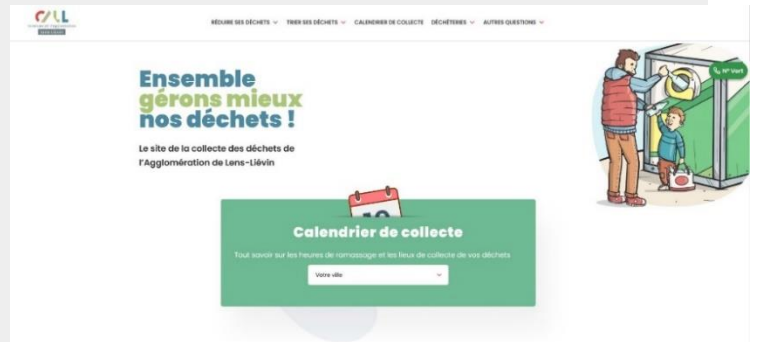 CALL
RÉDUIRE SES DÉCHETS TRIER SES DÉCHETS CALENDRIER DE COLLECTE DÉCHÈTERIES AUTRES QUESTIONS
N° Vert
Ensemble
gérons mieux
nos déchets !
Le site de la collecte des déchets de
l'Agglomération de Lens-Liévin
Calendrier de collecte
Tout savoir sur les heures de ramassage et les lieux de collecte de vos déchets
Votre ville